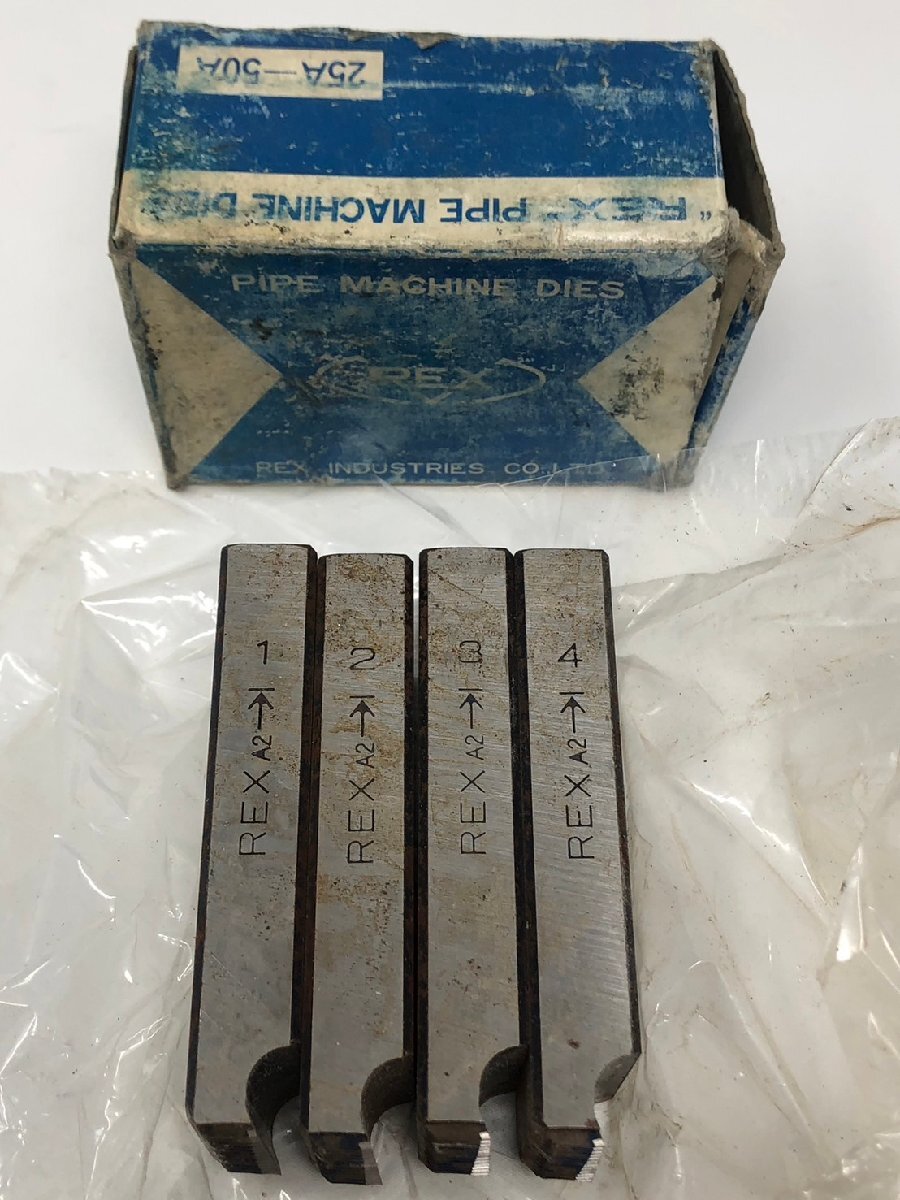 25A—50A
"REX" PIPE MACHINE DIES
PIPE MACHINE DIES
REX
REX INDUSTRIES CO.,LTD.
1
REX A2→|
2
REX A2→|
3
REX A2→|
4
REX A2→|